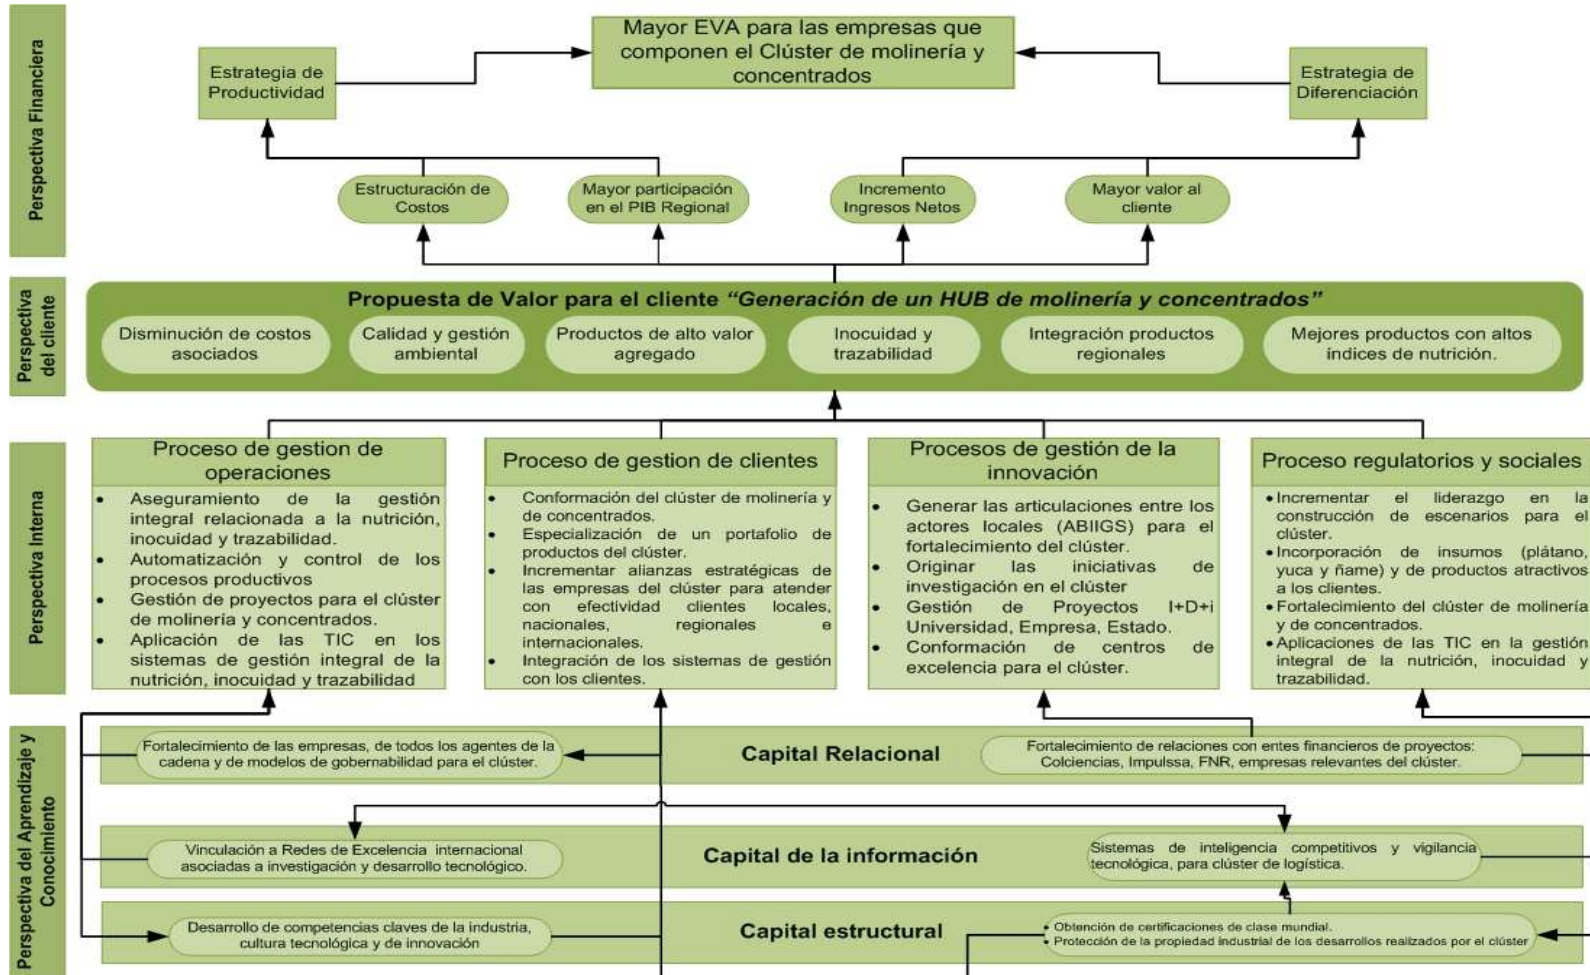 Perspectiva Financiera
Mayor EVA para las empresas que
componen el Clúster de molinería y
concentrados
Estrategia de
Productividad
Estrategia de
Diferenciación
Estructuración de
Costos
Mayor participación
en el PIB Regional
Incremento
Ingresos Netos
Mayor valor al
cliente
Perspectiva
del cliente
Propuesta de Valor para el cliente “Generación de un HUB de molinería y concentrados”
Disminución de costos
asociados
Calidad y gestión
ambiental
Productos de alto valor
agregado
Inocuidad y
trazabilidad
Integración productos
regionales
Mejores productos con altos
índices de nutrición.
Perspectiva Interna
Proceso de gestion de
operaciones
• Aseguramiento de la gestión
integral relacionada a la nutrición,
inocuidad y trazabilidad.
• Automatización y control de los
procesos productivos
• Gestión de proyectos para el clúster
de molinería y concentrados.
• Aplicación de las TIC en los
sistemas de gestión integral de la
nutrición, inocuidad y trazabilidad
Proceso de gestion de clientes
• Conformación del clúster de molinería y
de concentrados.
• Especialización de un portafolio de
productos del clúster.
• Incrementar alianzas estratégicas de
las empresas del clúster para atender
con efectividad clientes locales,
nacionales, regionales e
internacionales.
• Integración de los sistemas de gestión
con los clientes.
Procesos de gestión de la
innovación
• Generar las articulaciones entre los
actores locales (ABIIGS) para el
fortalecimiento del clúster.
• Originar las iniciativas de
investigación en el clúster
• Gestión de Proyectos I+D+i
Universidad, Empresa, Estado.
• Conformación de centros de
excelencia para el clúster.
Proceso regulatorios y sociales
• Incrementar el liderazgo en la
construcción de escenarios para el
clúster.
• Incorporación de insumos (plátano,
yuca y ñame) y de productos atractivos
a los clientes.
• Fortalecimiento del clúster de molinería
y de concentrados.
• Aplicaciones de las TIC en la gestión
integral de la nutrición, inocuidad y
trazabilidad.
Perspectiva del Aprendizaje y
Conocimiento
Fortalecimiento de las empresas, de todos los agentes de la
cadena y de modelos de gobernabilidad para el clúster.
Capital Relacional
Fortalecimiento de relaciones con entes financieros de proyectos:
Colciencias, Impulssa, FNR, empresas relevantes del clúster.
Vinculación a Redes de Excelencia internacional
asociadas a investigación y desarrollo tecnológico.
Capital de la información
Sistemas de inteligencia competitivos y vigilancia
tecnológica, para clúster de logística.
Desarrollo de competencias claves de la industria,
cultura tecnológica y de innovación
Capital estructural
• Obtención de certificaciones de clase mundial.
• Protección de la propiedad industrial de los desarrollos realizados por el clúster